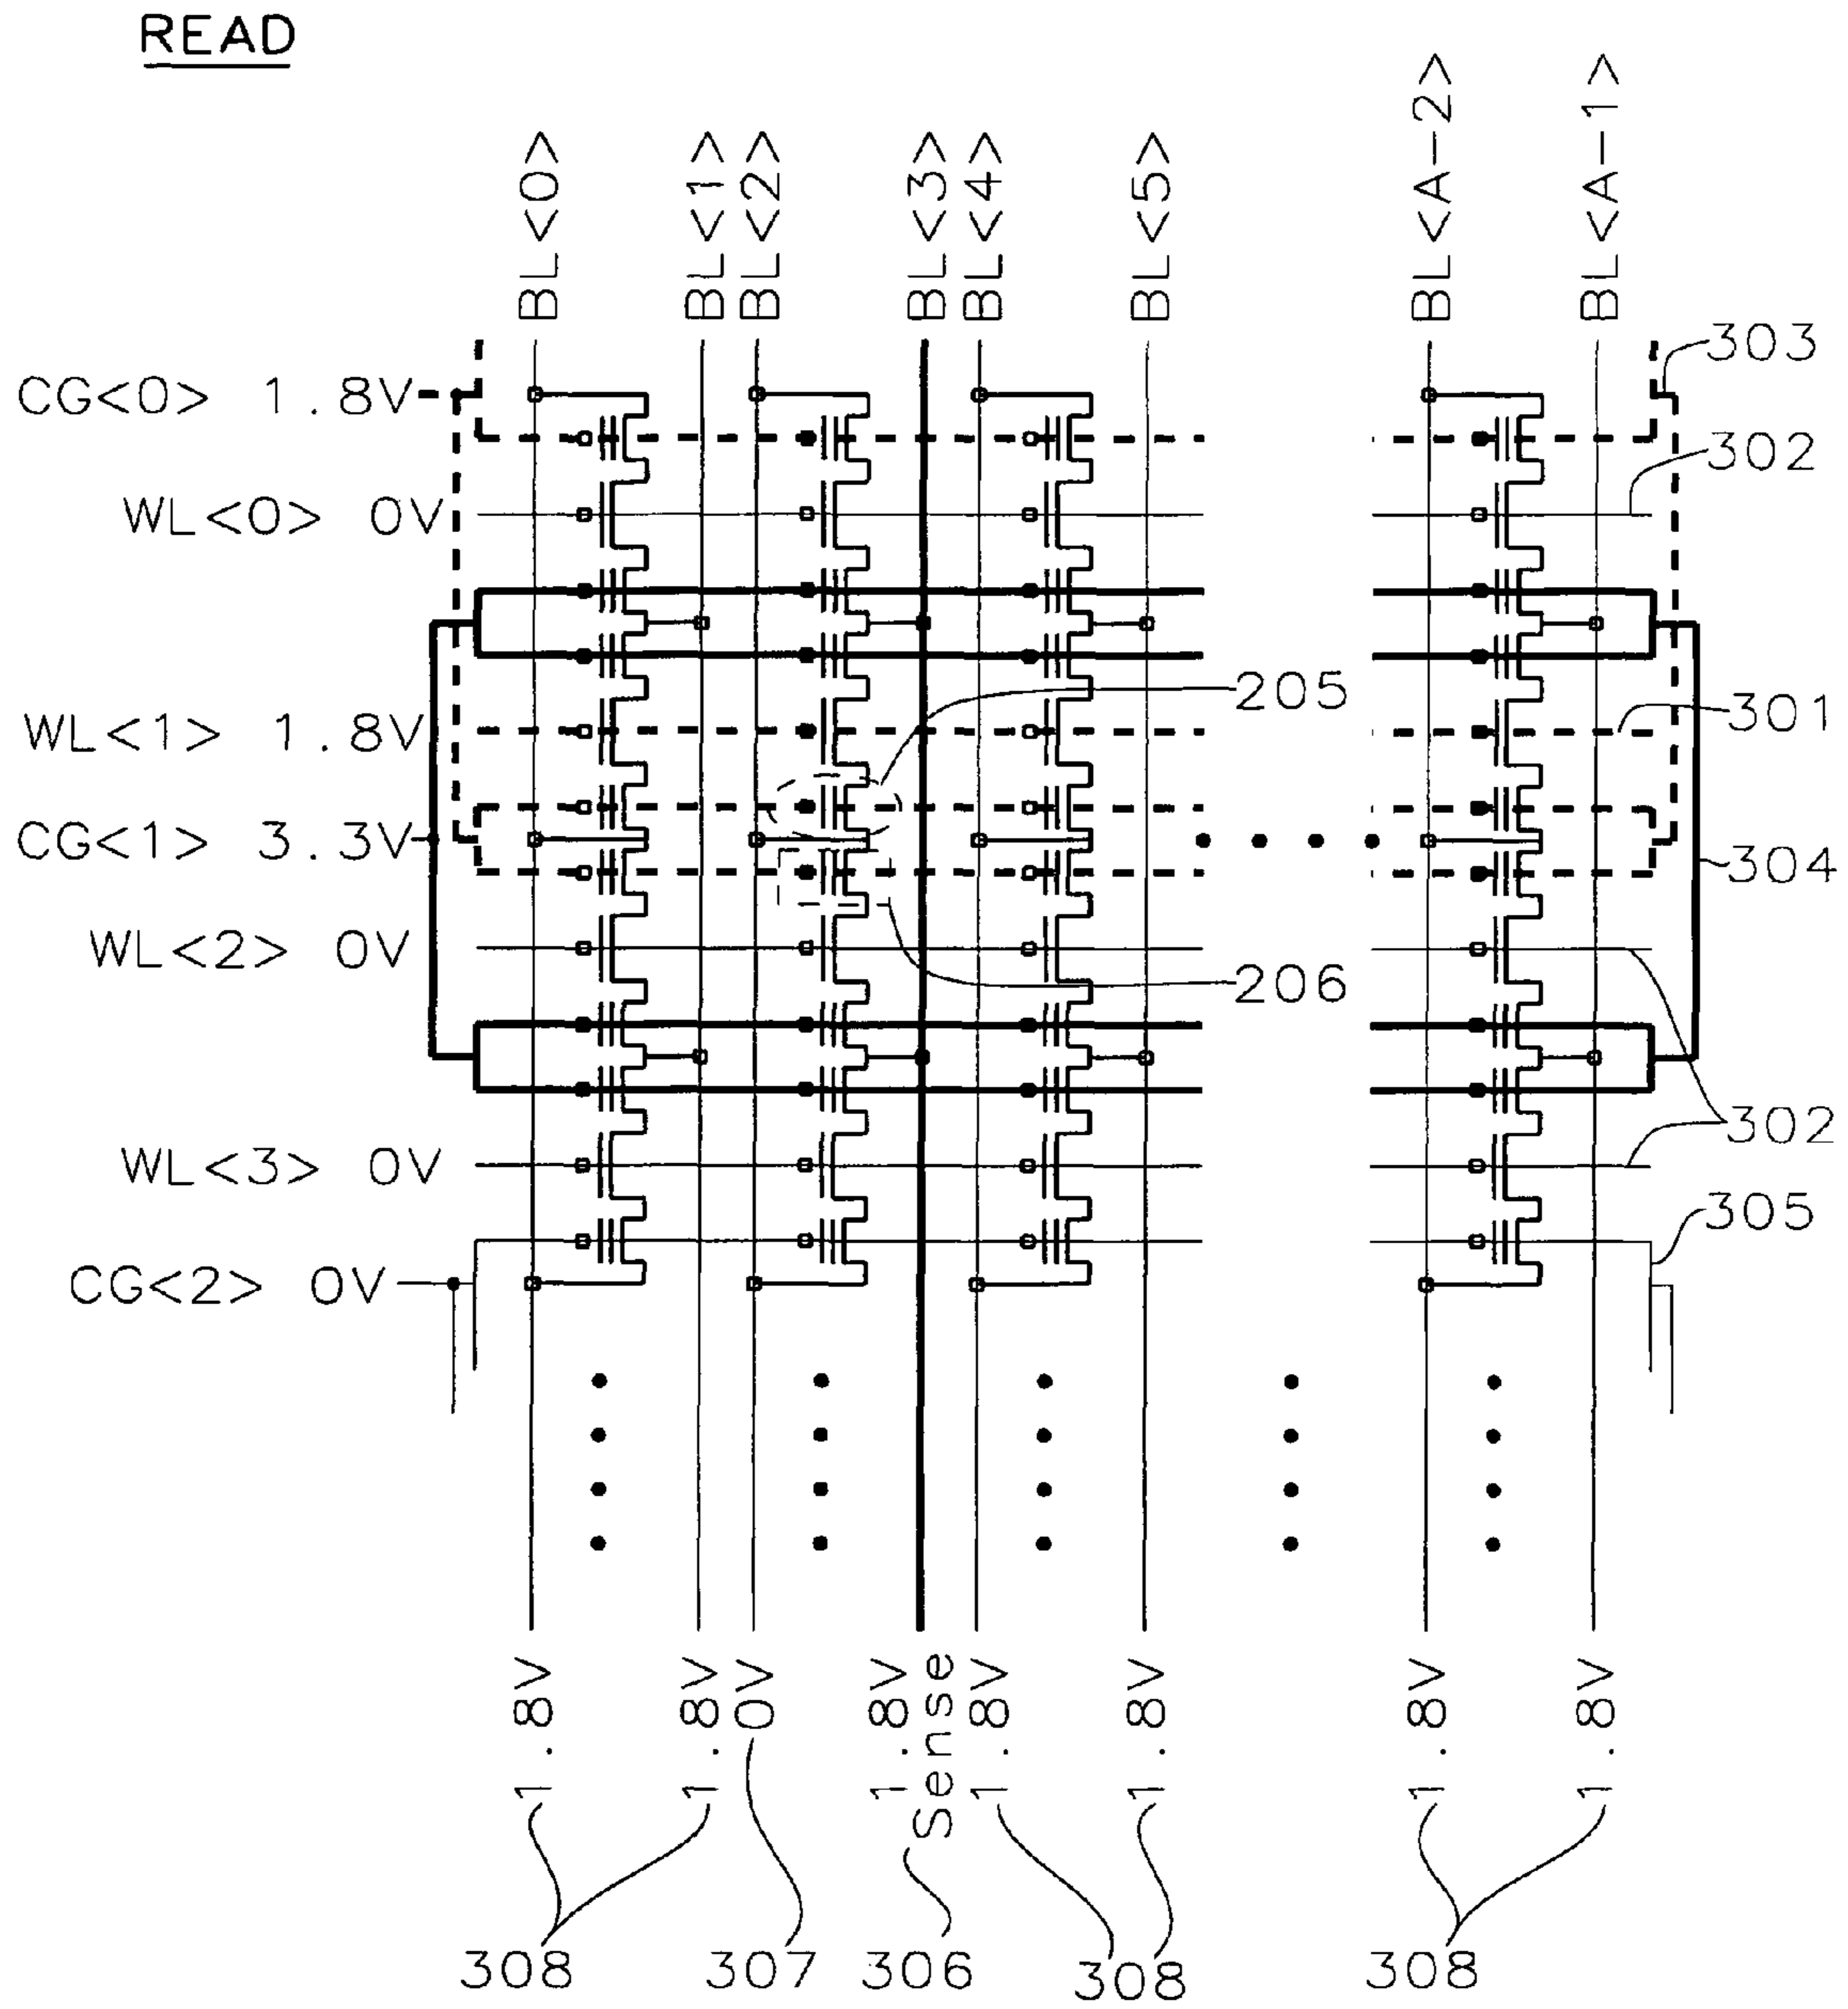 READ
BL<0>
BL<1>
BL<2>
BL<3>
BL<4>
BL<5>
BL<A-2>
BL<A-1>
303
CG<0> 1.8V
302
WL<0> 0V
205
WL<1> 1.8V
301
CG<1> 3.3V
304
WL<2> 0V
206
302
WL<3> 0V
305
CG<2> 0V
1.8V
1.8V
0V
1.8V
Sense
1.8V
1.8V
1.8V
1.8V
308
307
306
308
308